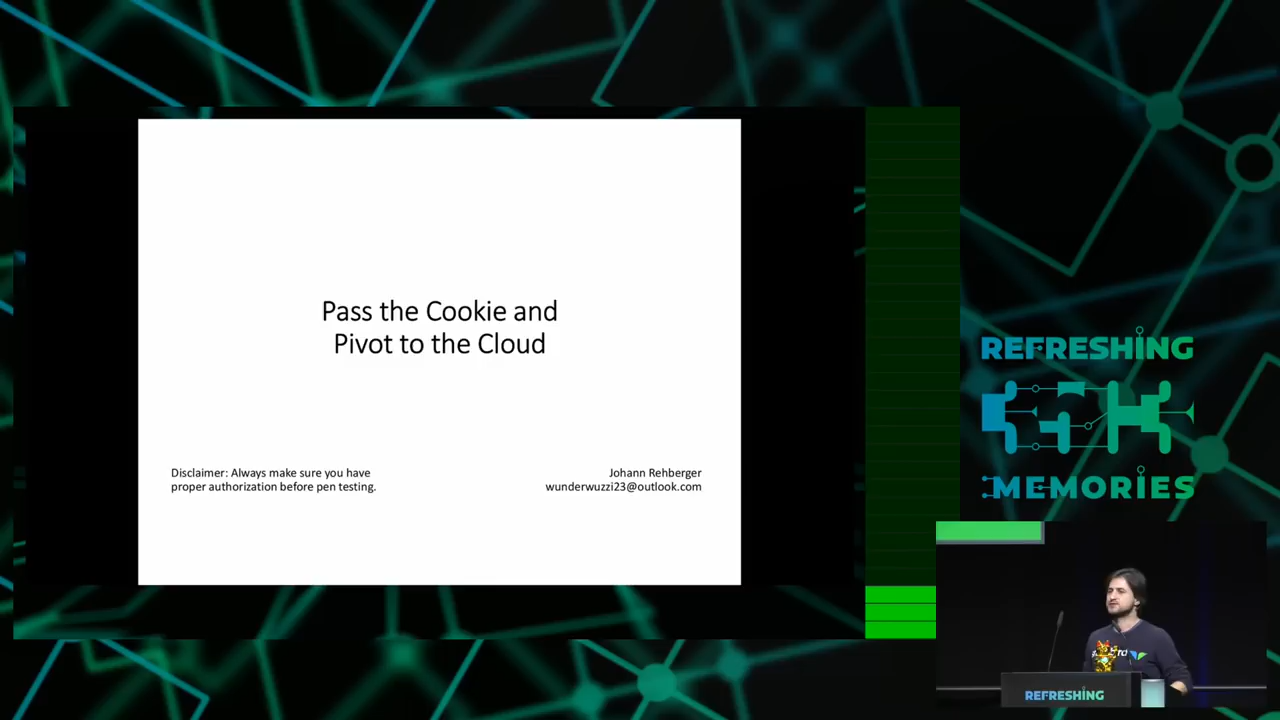 Pass the Cookie and
Pivot to the Cloud
Disclaimer: Always make sure you have
proper authorization before pen testing.
Johann Rehberger
wunderwuzzi23@outlook.com
REFRESHING
MEMORIES
REFRESHING